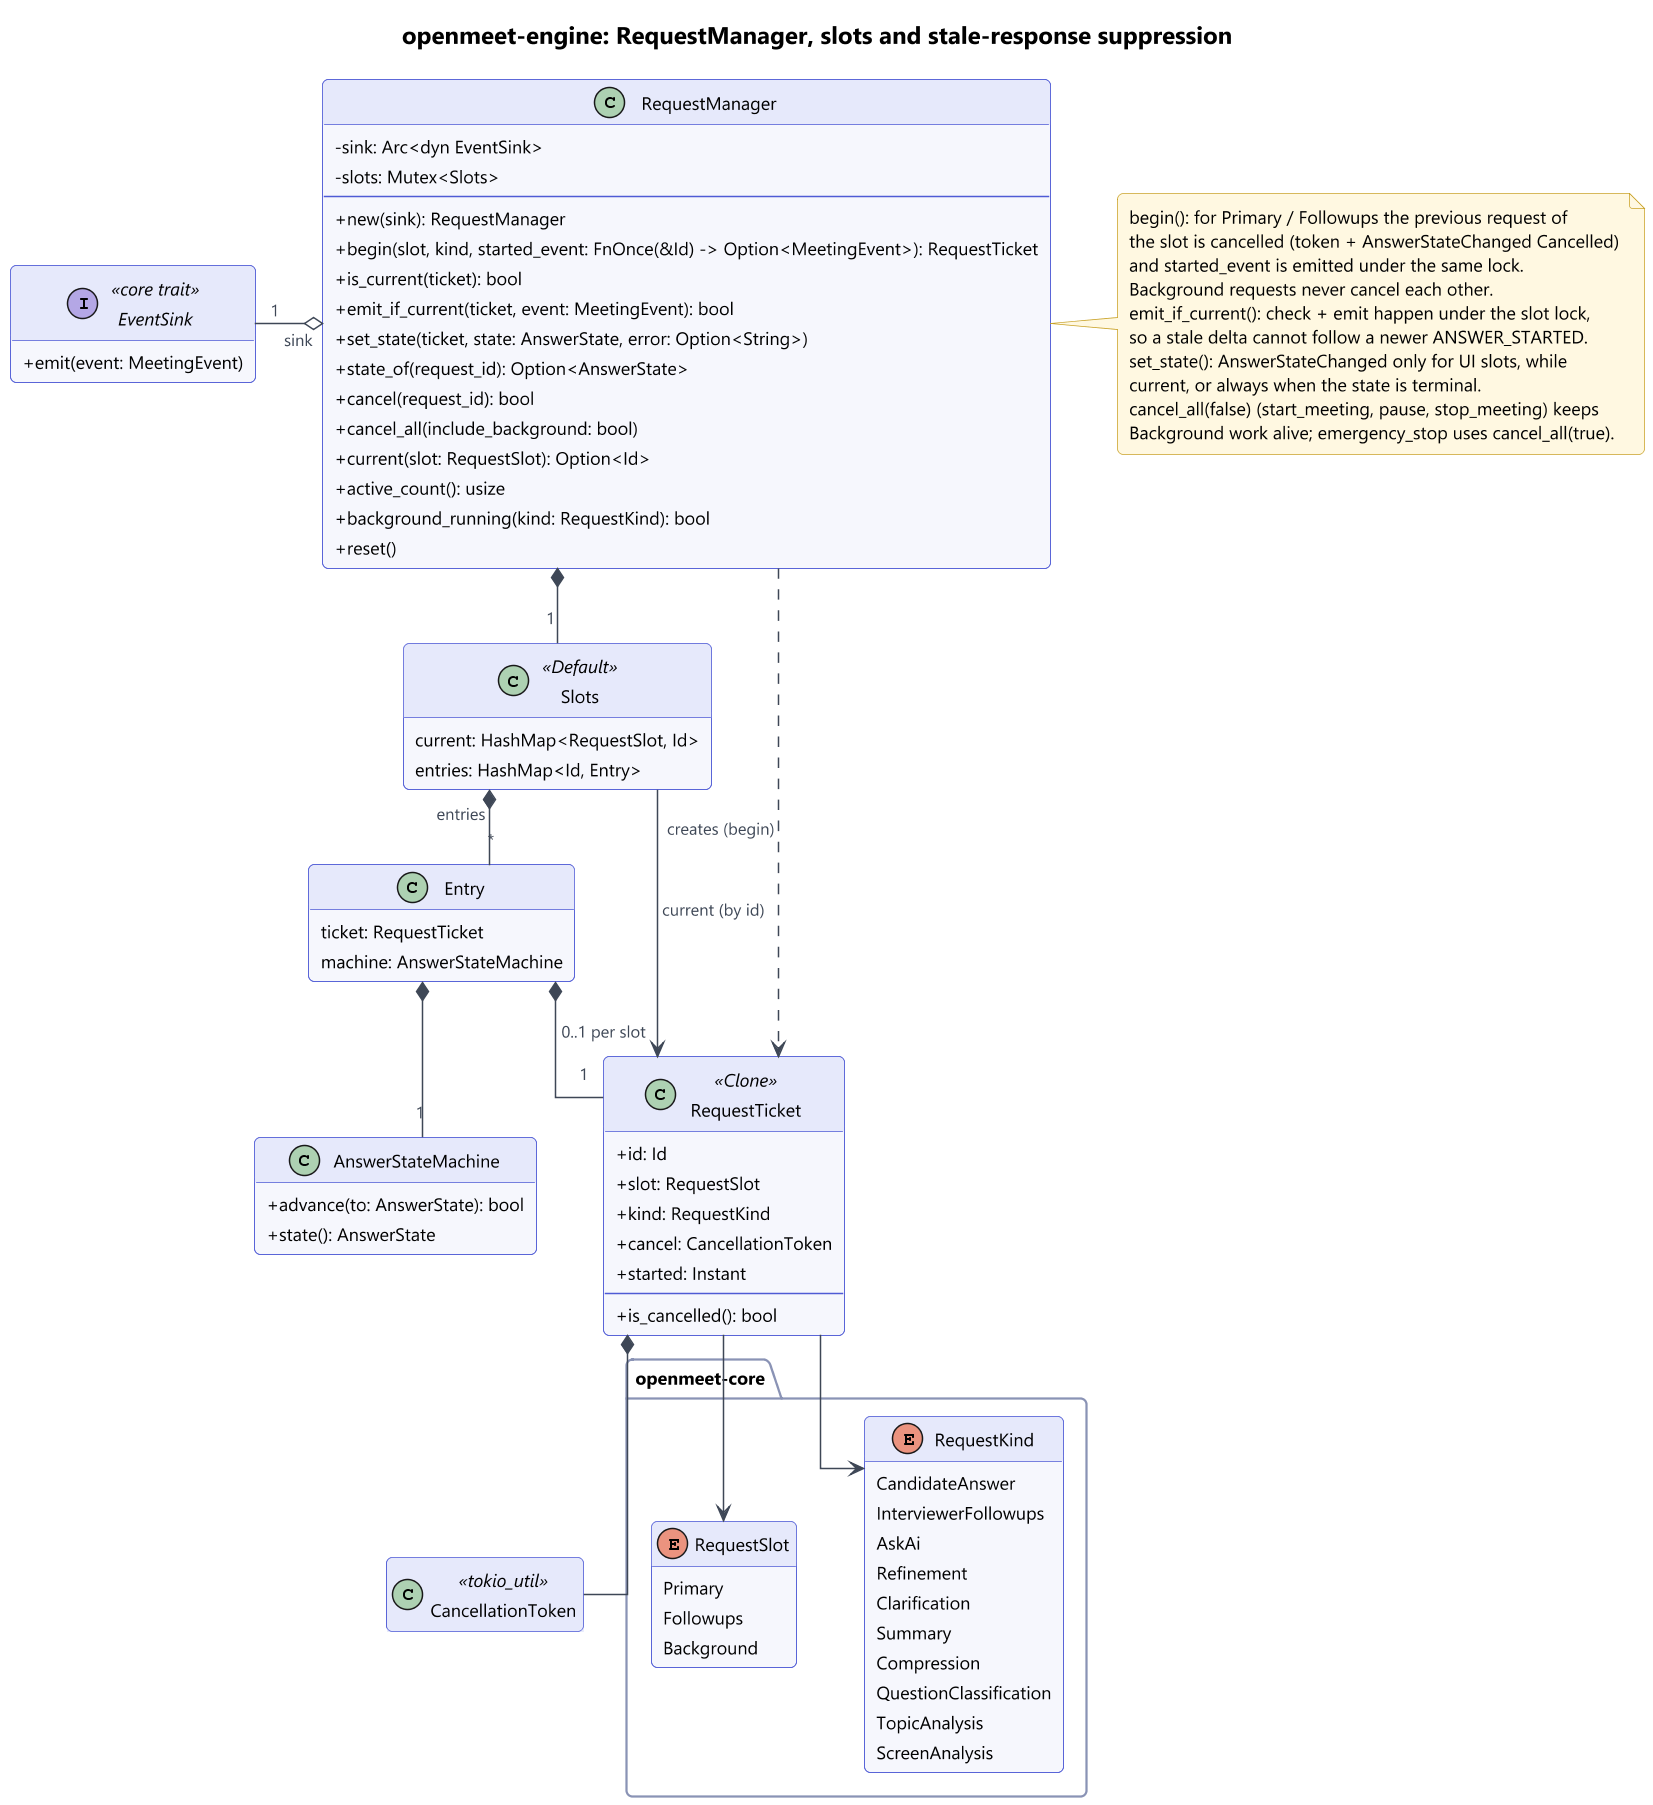 openmeet-engine: RequestManager, slots and stale-response suppression
C RequestManager
-sink: Arc<dyn EventSink>
-slots: Mutex<Slots>
+new(sink): RequestManager
+begin(slot, kind, started_event: FnOnce(&Id) -> Option<MeetingEvent>): RequestTicket
+is_current(ticket): bool
+emit_if_current(ticket, event: MeetingEvent): bool
+set_state(ticket, state: AnswerState, error: Option<String>)
+state_of(request_id): Option<AnswerState>
+cancel(request_id): bool
+cancel_all(include_background: bool)
+current(slot: RequestSlot): Option<Id>
+active_count(): usize
+background_running(kind: RequestKind): bool
+reset()
begin(): for Primary / Followups the previous request of
the slot is cancelled (token + AnswerStateChanged Cancelled)
and started_event is emitted under the same lock.
Background requests never cancel each other.
emit_if_current(): check + emit happen under the slot lock,
so a stale delta cannot follow a newer ANSWER_STARTED.
set_state(): AnswerStateChanged only for UI slots, while
current, or always when the state is terminal.
cancel_all(false) (start_meeting, pause, stop_meeting) keeps
Background work alive; emergency_stop uses cancel_all(true).
I «core trait»
EventSink
+emit(event: MeetingEvent)
1
sink
1
C «Default»
Slots
current: HashMap<RequestSlot, Id>
entries: HashMap<Id, Entry>
entries
*
creates (begin)
C Entry
ticket: RequestTicket
machine: AnswerStateMachine
current (by id)
0..1 per slot
1
1
C «Clone»
RequestTicket
+id: Id
+slot: RequestSlot
+kind: RequestKind
+cancel: CancellationToken
+started: Instant
+is_cancelled(): bool
C AnswerStateMachine
+advance(to: AnswerState): bool
+state(): AnswerState
openmeet-core
E RequestKind
CandidateAnswer
InterviewerFollowups
AskAi
Refinement
Clarification
Summary
Compression
QuestionClassification
TopicAnalysis
ScreenAnalysis
E RequestSlot
Primary
Followups
Background
C «tokio_util»
CancellationToken